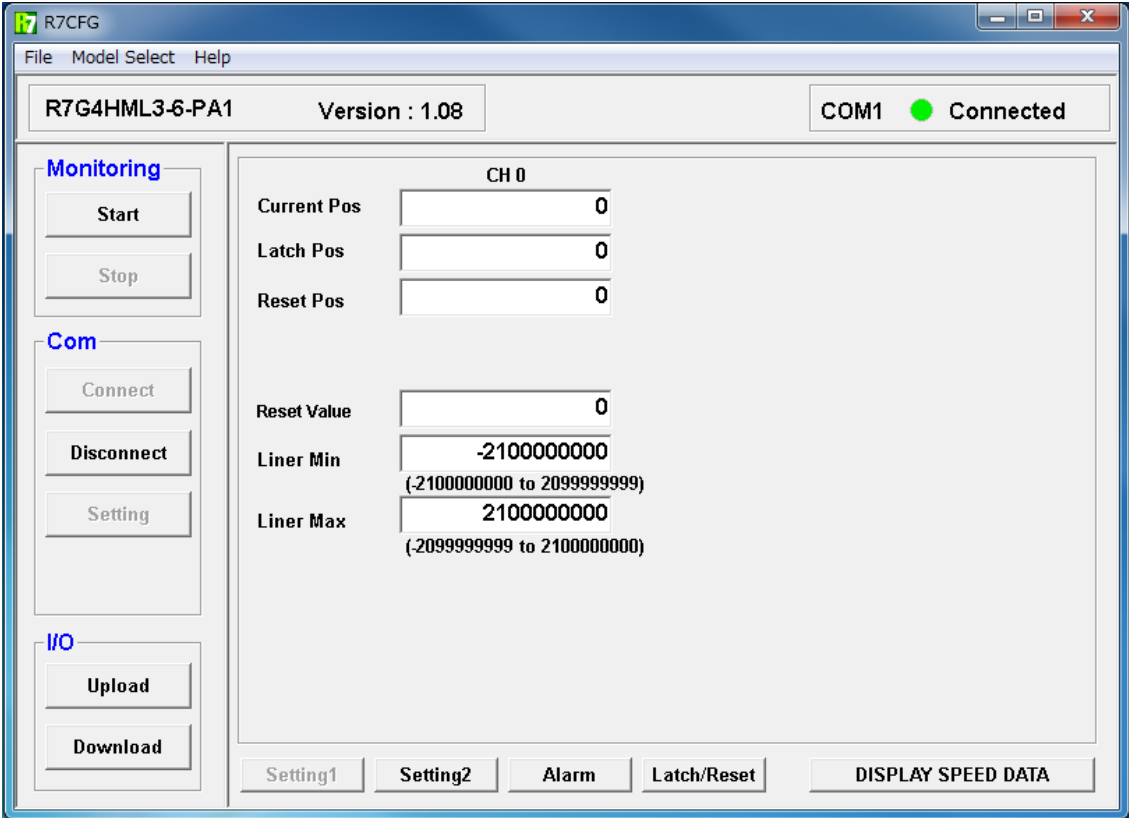 R7 R7CFG
File Model Select Help
R7G4HML3-6-PA1 Version : 1.08 COM1 Connected
Monitoring
Start
Stop
Com
Connect
Disconnect
Setting
I/O
Upload
Download
CH 0
Current Pos 0
Latch Pos 0
Reset Pos 0
Reset Value 0
Liner Min -2100000000
(-2100000000 to 2099999999)
Liner Max 2100000000
(-2099999999 to 2100000000)
Setting1 Setting2 Alarm Latch/Reset DISPLAY SPEED DATA